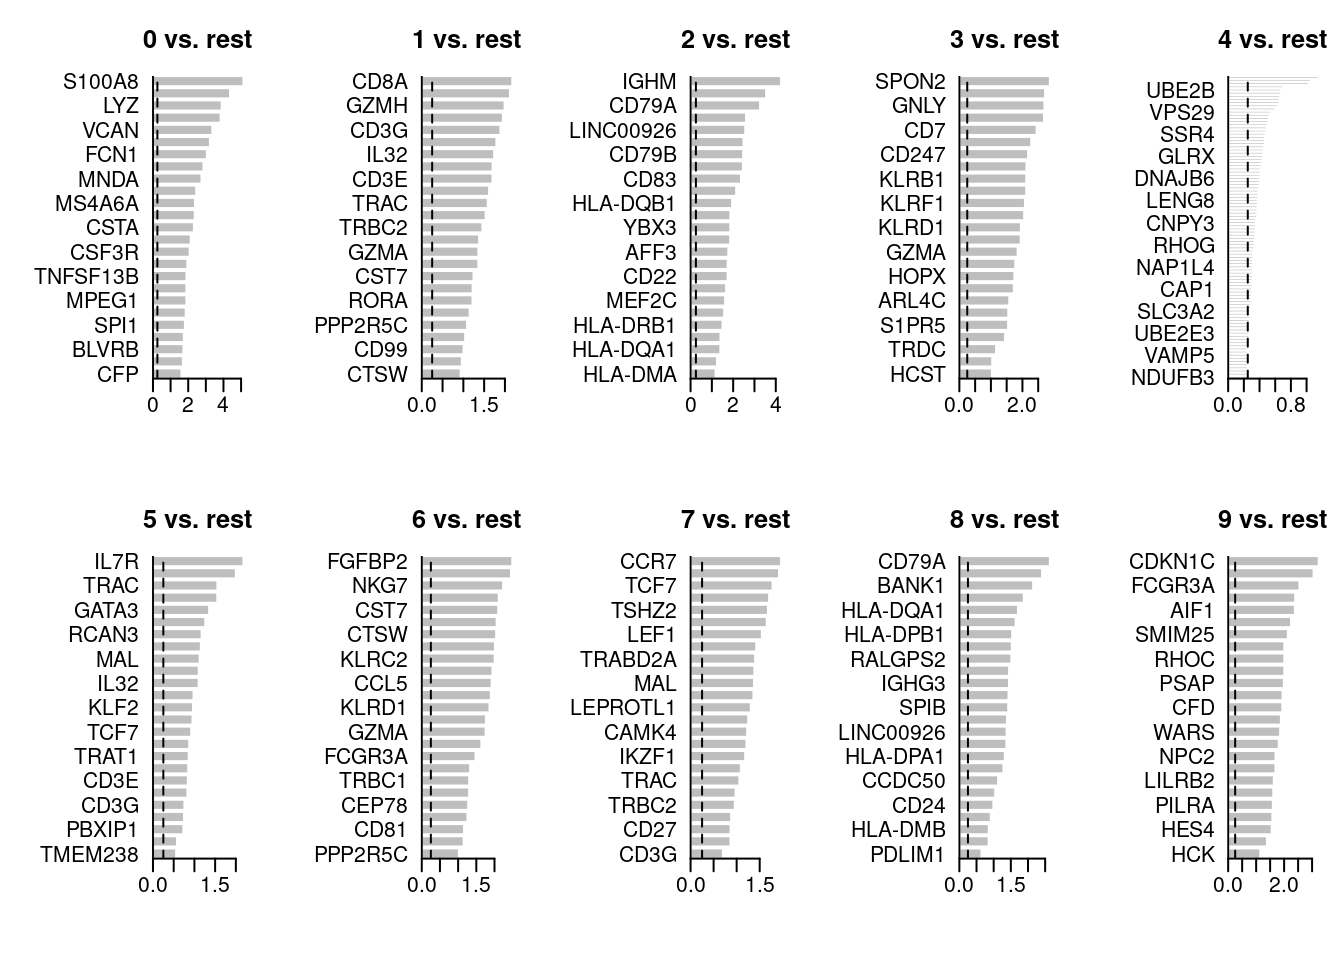 0 vs. rest
S100A8
LYZ
VCAN
FCN1
MNDA
MS4A6A
CSTA
CSF3R
TNFSF13B
MPEG1
SPI1
BLVRB
CFP
0 2 4
1 vs. rest
CD8A
GZMH
CD3G
IL32
CD3E
TRAC
TRBC2
GZMA
CST7
RORA
PPP2R5C
CD99
CTSW
0.0 1.5
2 vs. rest
IGHM
CD79A
LINC00926
CD79B
CD83
HLA-DQB1
YBX3
AFF3
CD22
MEF2C
HLA-DRB1
HLA-DQA1
HLA-DMA
0 2 4
3 vs. rest
SPON2
GNLY
CD7
CD247
KLRB1
KLRF1
KLRD1
GZMA
HOPX
ARL4C
S1PR5
TRDC
HCST
0.0 2.0
4 vs. rest
UBE2B
VPS29
SSR4
GLRX
DNAJB6
LENG8
CNPY3
RHOG
NAP1L4
CAP1
SLC3A2
UBE2E3
VAMP5
NDUFB3
0.0 0.8
5 vs. rest
IL7R
TRAC
GATA3
RCAN3
MAL
IL32
KLF2
TCF7
TRAT1
CD3E
CD3G
PBXIP1
TMEM238
0.0 1.5
6 vs. rest
FGFBP2
NKG7
CST7
CTSW
KLRC2
CCL5
KLRD1
GZMA
FCGR3A
TRBC1
CEP78
CD81
PPP2R5C
0.0 1.5
7 vs. rest
CCR7
TCF7
TSHZ2
LEF1
TRABD2A
MAL
LEPROTL1
CAMK4
IKZF1
TRAC
TRBC2
CD27
CD3G
0.0 1.5
8 vs. rest
CD79A
BANK1
HLA-DQA1
HLA-DPB1
RALGPS2
IGHG3
SPIB
LINC00926
HLA-DPA1
CCDC50
CD24
HLA-DMB
PDLIM1
0.0 1.5
9 vs. rest
CDKN1C
FCGR3A
AIF1
SMIM25
RHOC
PSAP
CFD
WARS
NPC2
LILRB2
PILRA
HES4
HCK
0.0 2.0